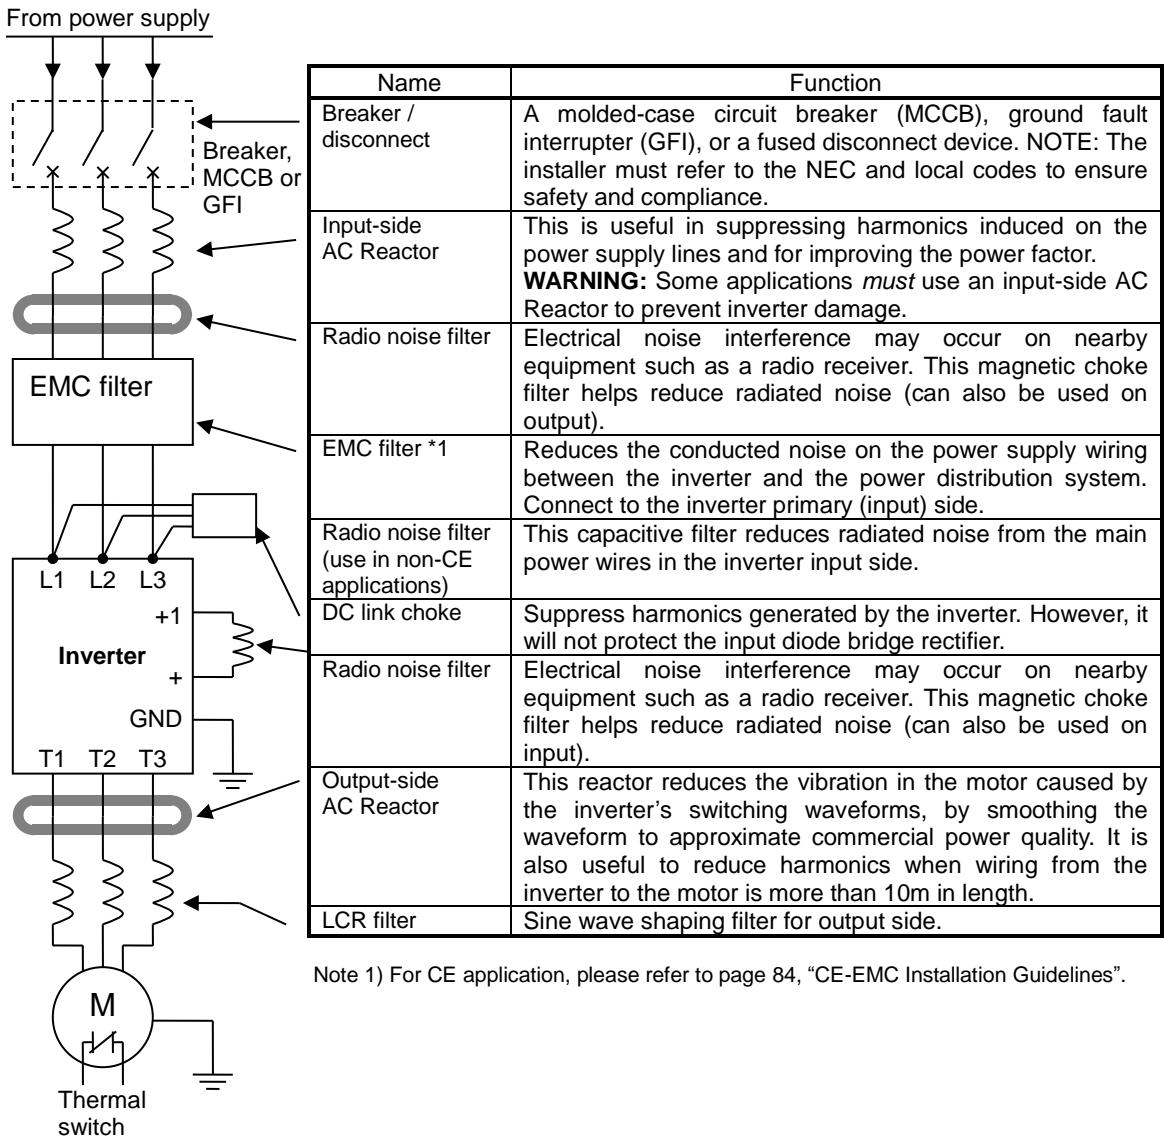 From power supply
Breaker,
MCCB or
GFI
EMC filter
L1 L2 L3
+1
Inverter
+
GND
T1 T2 T3
M
Thermal
switch
Name Function
Breaker /
disconnect
A molded-case circuit breaker (MCCB), ground fault
interrupter (GFI), or a fused disconnect device. NOTE: The
installer must refer to the NEC and local codes to ensure
safety and compliance.
Input-side
AC Reactor
This is useful in suppressing harmonics induced on the
power supply lines and for improving the power factor.
WARNING: Some applications must use an input-side AC
Reactor to prevent inverter damage.
Radio noise filter
Electrical noise interference may occur on nearby
equipment such as a radio receiver. This magnetic choke
filter helps reduce radiated noise (can also be used on
output).
EMC filter *1
Reduces the conducted noise on the power supply wiring
between the inverter and the power distribution system.
Connect to the inverter primary (input) side.
Radio noise filter
(use in non-CE
applications)
This capacitive filter reduces radiated noise from the main
power wires in the inverter input side.
DC link choke
Suppress harmonics generated by the inverter. However, it
will not protect the input diode bridge rectifier.
Radio noise filter
Electrical noise interference may occur on nearby
equipment such as a radio receiver. This magnetic choke
filter helps reduce radiated noise (can also be used on
input).
Output-side
AC Reactor
This reactor reduces the vibration in the motor caused by
the inverter’s switching waveforms, by smoothing the
waveform to approximate commercial power quality. It is
also useful to reduce harmonics when wiring from the
inverter to the motor is more than 10m in length.
LCR filter
Sine wave shaping filter for output side.
Note 1) For CE application, please refer to page 84, “CE-EMC Installation Guidelines”.